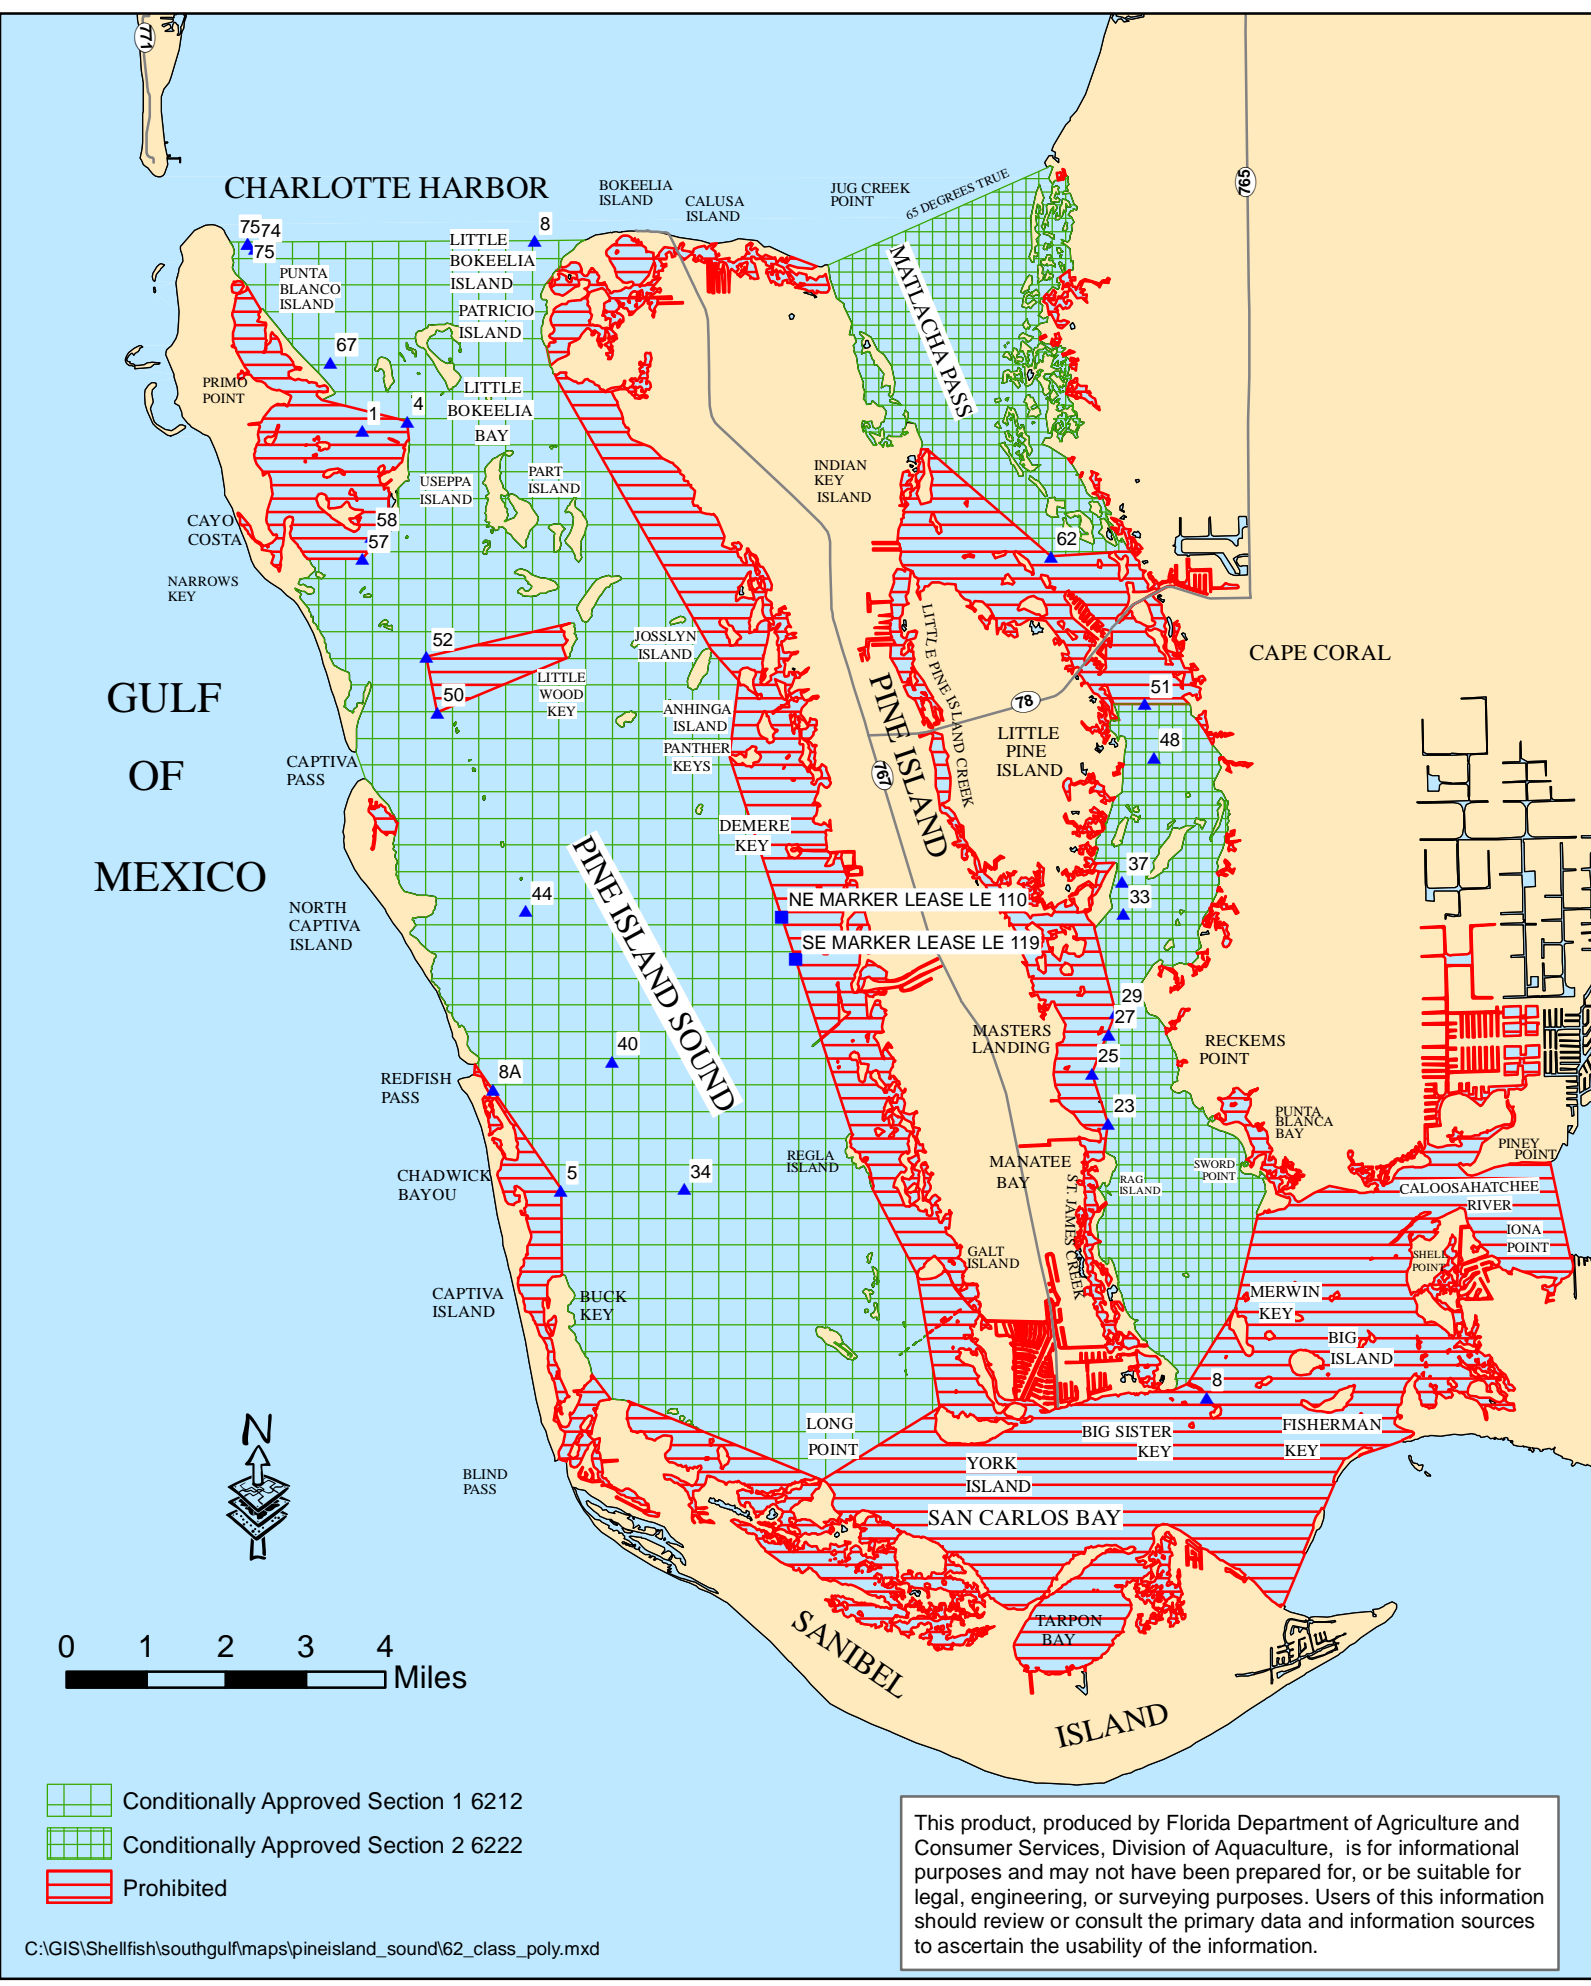 771
765
CHARLOTTE HARBOR
BOKEELIA
ISLAND
CALUSA
ISLAND
JUG CREEK
POINT
65 DEGREES TRUE
7574
75
8
LITTLE
BOKEELIA
ISLAND
PUNTA
BLANCO
ISLAND
PATRICIO
ISLAND
MATLACHA PASS
67
PRIMO
POINT
1
4
LITTLE
BOKEELIA
BAY
USEPPA
ISLAND
PART
ISLAND
INDIAN
KEY
ISLAND
CAYO
COSTA
58
57
62
NARROWS
KEY
52
JOSSLYN
ISLAND
LITTLE PINE ISLAND CREEK
CAPE CORAL
GULF
OF
MEXICO
50
LITTLE
WOOD
KEY
ANHINGA
ISLAND
PANTHER
KEYS
PINE ISLAND
78
51
LITTLE
PINE
ISLAND
48
CAPTIVA
PASS
767
DEMERE
KEY
PINE ISLAND SOUND
37
33
44
NE MARKER LEASE LE 110
SE MARKER LEASE LE 119
NORTH
CAPTIVA
ISLAND
29
27
25
23
MASTERS
LANDING
RECKEMS
POINT
40
REDFISH
PASS
8A
PUNTA
BLANCA
BAY
PINEY
POINT
CHADWICK
BAYOU
5
34
REGLA
ISLAND
MANATEE
BAY
ST. JAMES CREEK
RAG
ISLAND
SWORD
POINT
CALOOSAHATCHEE
RIVER
IONA
POINT
SHELL
POINT
GALT
ISLAND
CAPTIVA
ISLAND
BUCK
KEY
MERWIN
KEY
BIG
ISLAND
8
LONG
POINT
BIG SISTER
KEY
FISHERMAN
KEY
N
BLIND
PASS
YORK
ISLAND
SAN CARLOS BAY
TARPON
BAY
SANIBEL
ISLAND
0 1 2 3 4
Miles
Conditionally Approved Section 1 6212
Conditionally Approved Section 2 6222
Prohibited
C:\GIS\Shellfish\southgulf\maps\pineisland_sound\62_class_poly.mxd
This product, produced by Florida Department of Agriculture and
Consumer Services, Division of Aquaculture, is for informational
purposes and may not have been prepared for, or be suitable for
legal, engineering, or surveying purposes. Users of this information
should review or consult the primary data and information sources
to ascertain the usability of the information.